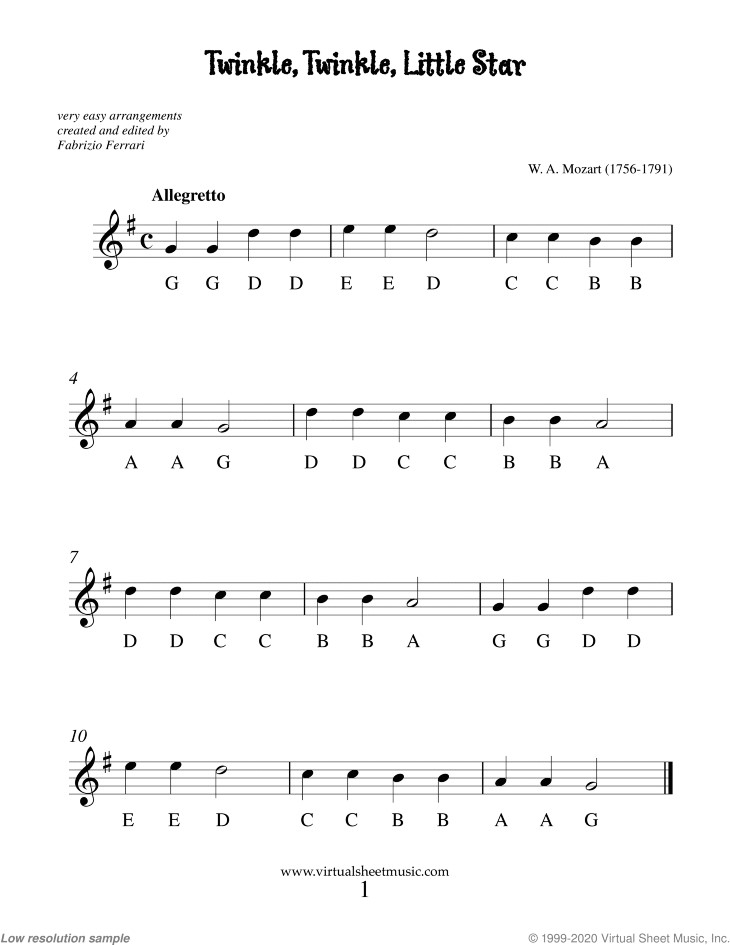 Twinkle, Twinkle, Little Star
very easy arrangements
created and edited by
Fabrizio Ferrari
W. A. Mozart (1756-1791)
Allegretto
G G D D E E D C C B B
4
A A G D D C C B B A
7
D D C C B B A G G D D
10
E E D C C B B A A G
www.virtualsheetmusic.com
1
Low resolution sample
© 1999-2020 Virtual Sheet Music, Inc.